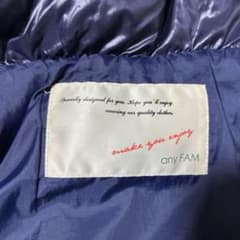 Specially designed for you. Hope you'll enjoy
wearing our quality clothes.
make you enjoy
any FAM